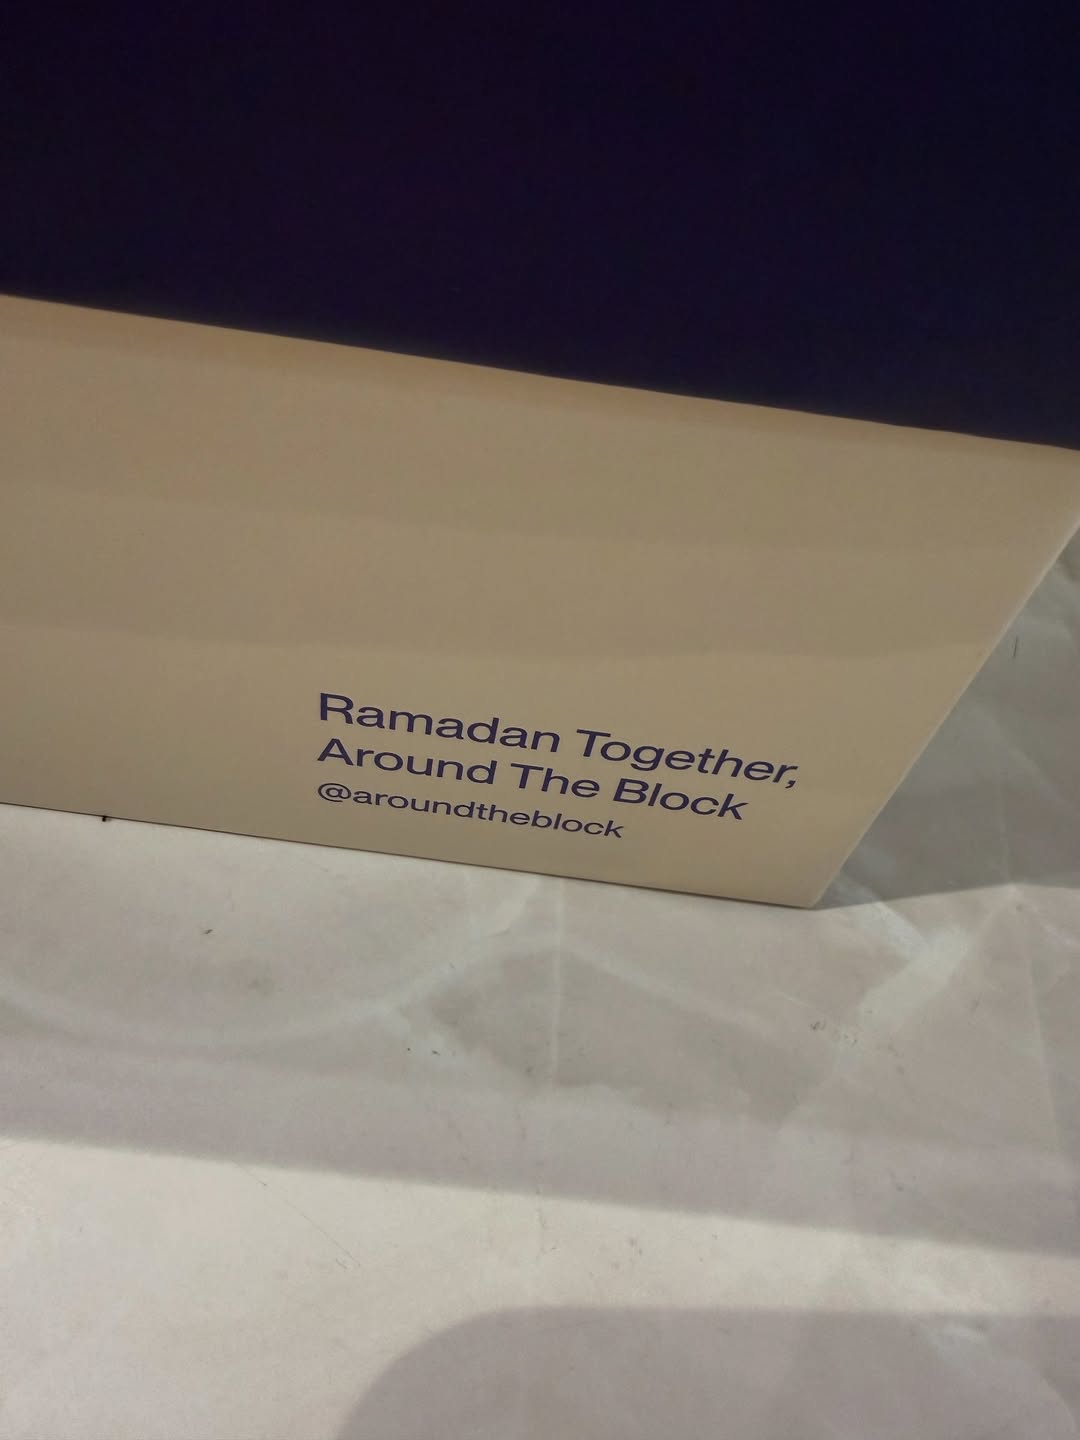 Ramadan Together,
Around The Block
@aroundtheblock